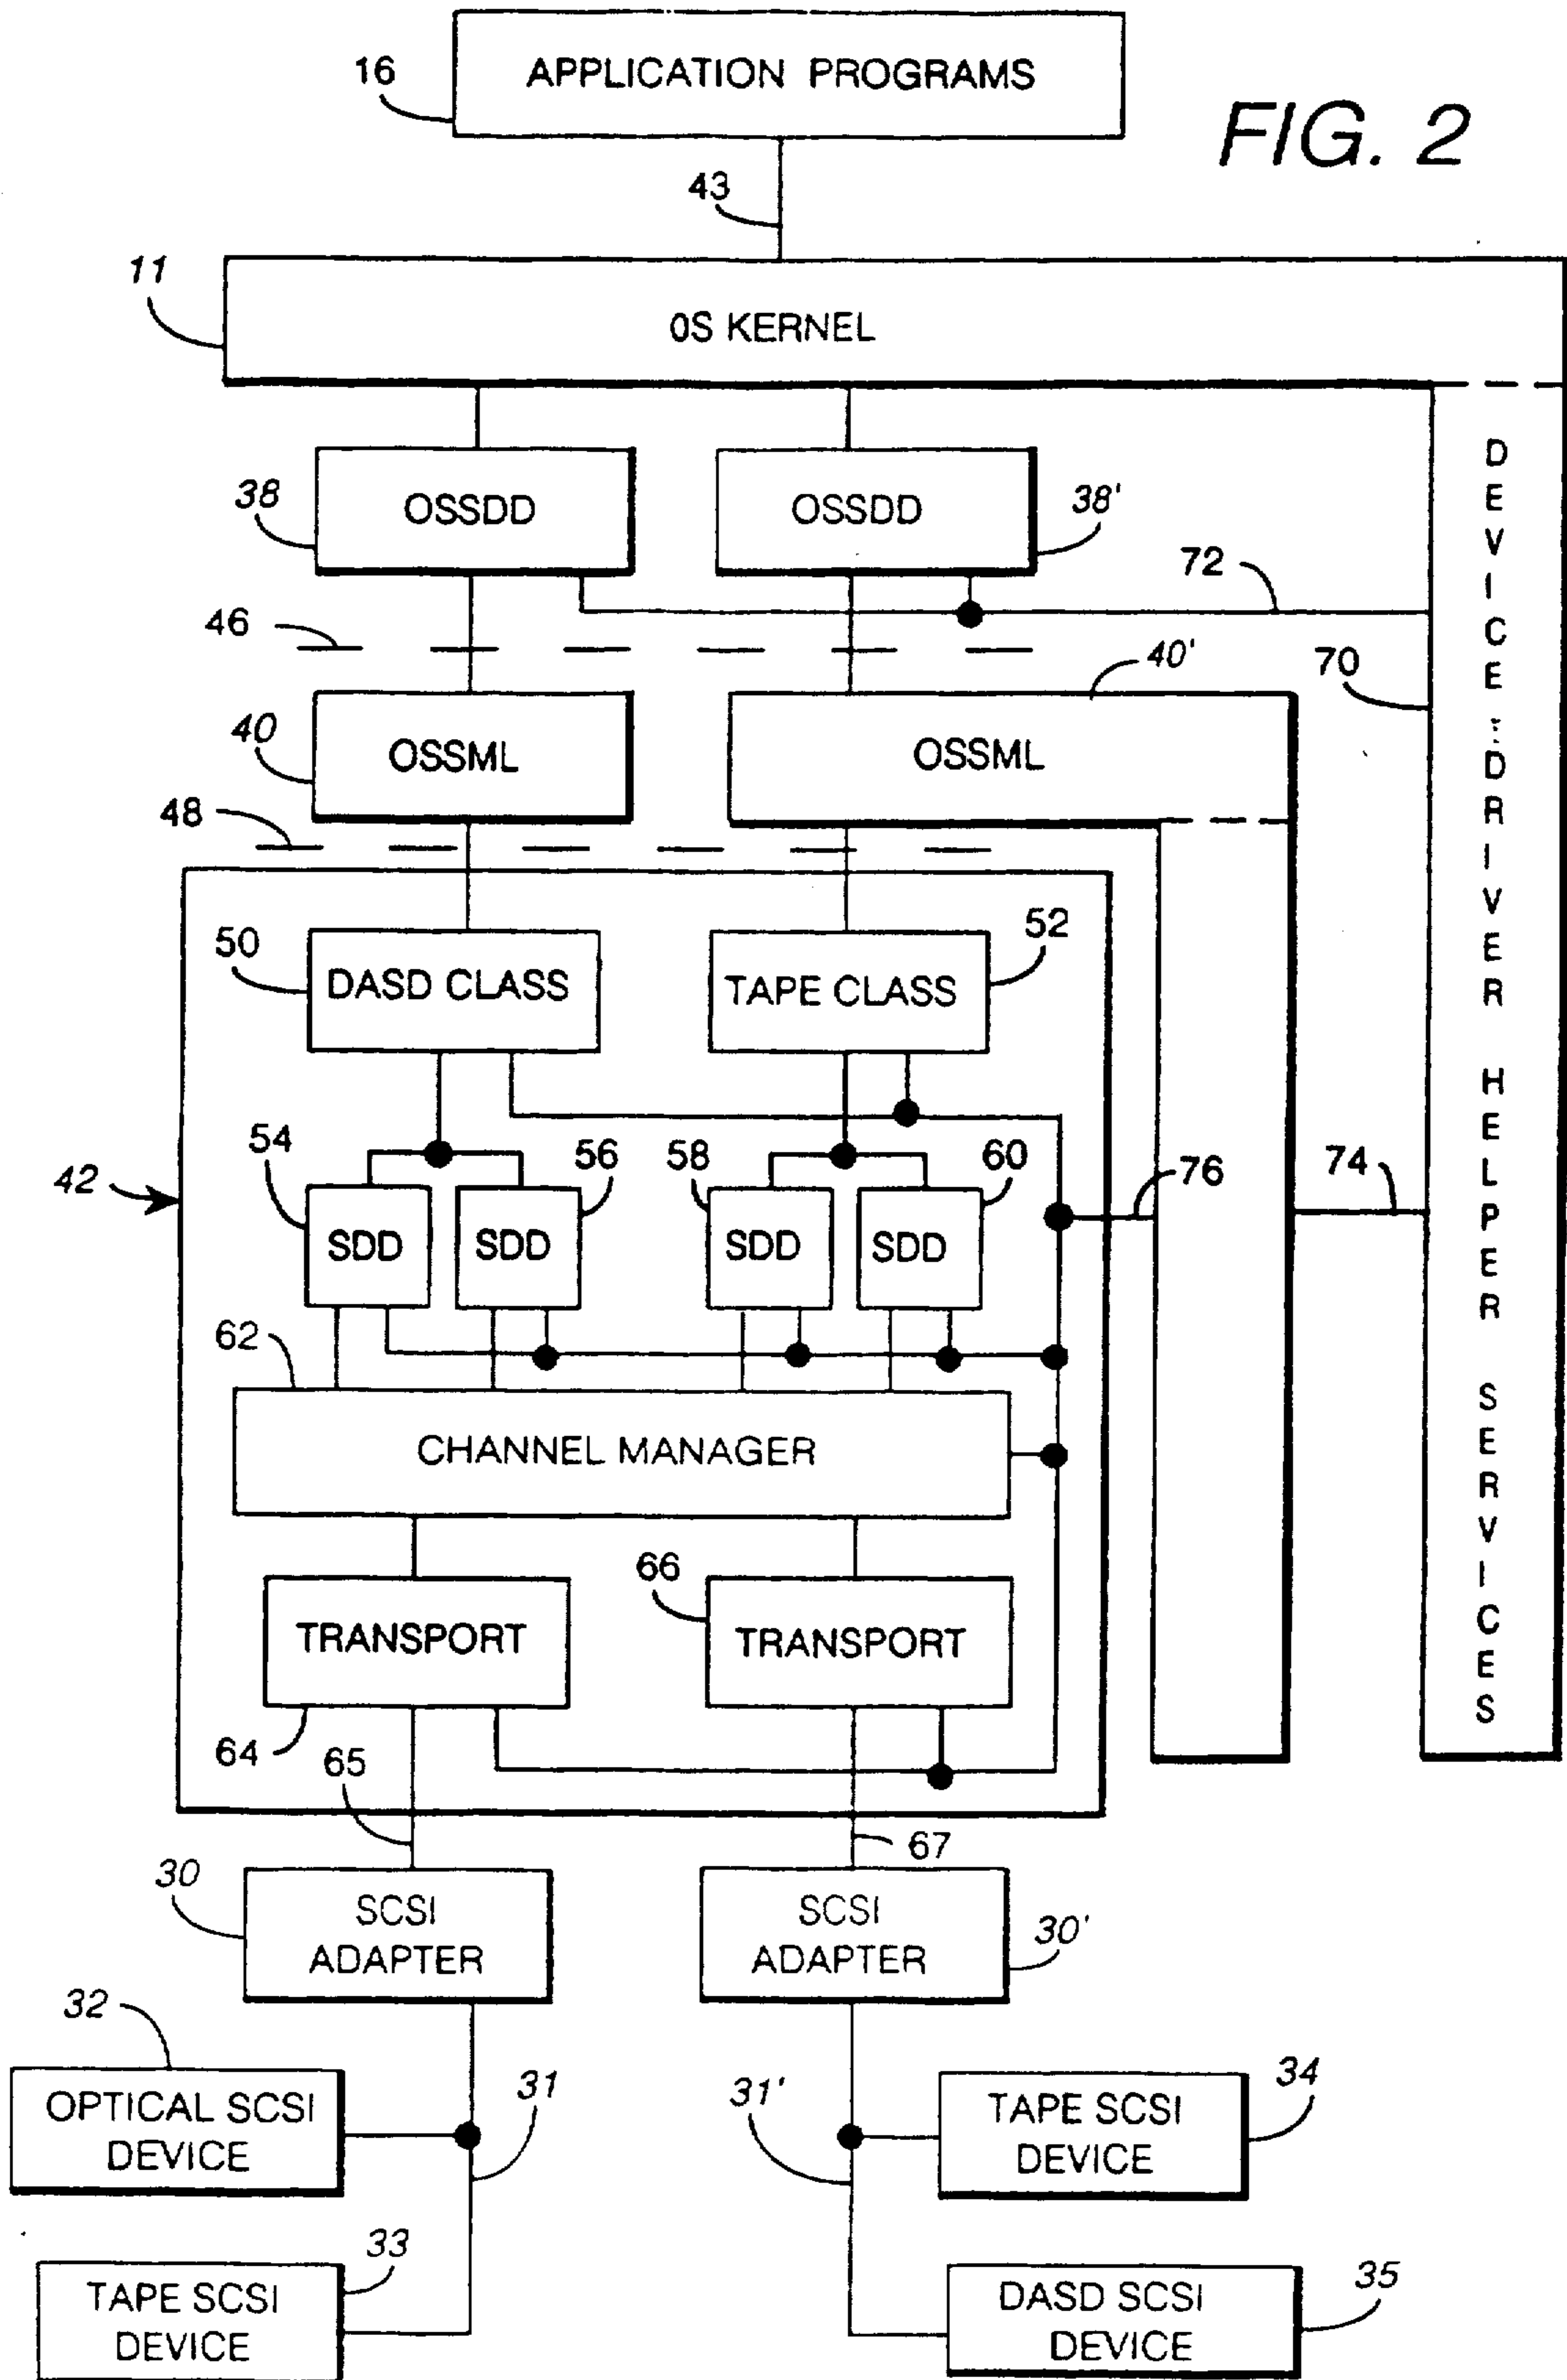 APPLICATION PROGRAMS
16
FIG. 2
43
11
OS KERNEL
38
OSSDD
OSSDD
38'
72
46
40'
70
40
OSSML
OSSML
48
DEVICE DRIVER HELPER SERVICES
50
DASD CLASS
TAPE CLASS
52
54
56
58
60
42
SDD
SDD
SDD
SDD
76
74
62
CHANNEL MANAGER
66
TRANSPORT
TRANSPORT
64
65
67
30
SCSI
ADAPTER
SCSI
ADAPTER
30'
32
OPTICAL SCSI
DEVICE
31
31'
TAPE SCSI
DEVICE
34
33
TAPE SCSI
DEVICE
DASD SCSI
DEVICE
35